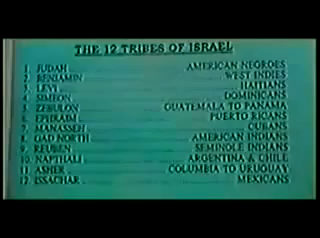 THE 12 TRIBES OF ISRAEL
1. JUDAH AMERICAN NEGROES
2. BENJAMIN WEST INDIES
3. LEVI HAITIANS
4. SIMEON DOMINICANS
5. ZEBULON GUATEMALA TO PANAMA
6. EPHRAIM PUERTO RICANS
7. MANASSEH CUBANS
8. GAD NORTH AMERICAN INDIANS
9. REUBEN SEMINOLE INDIANS
10. NAPTHALI ARGENTINA & CHILE
11. ASHER COLUMBIA TO URUGUAY
12. ISSACHAR MEXICANS